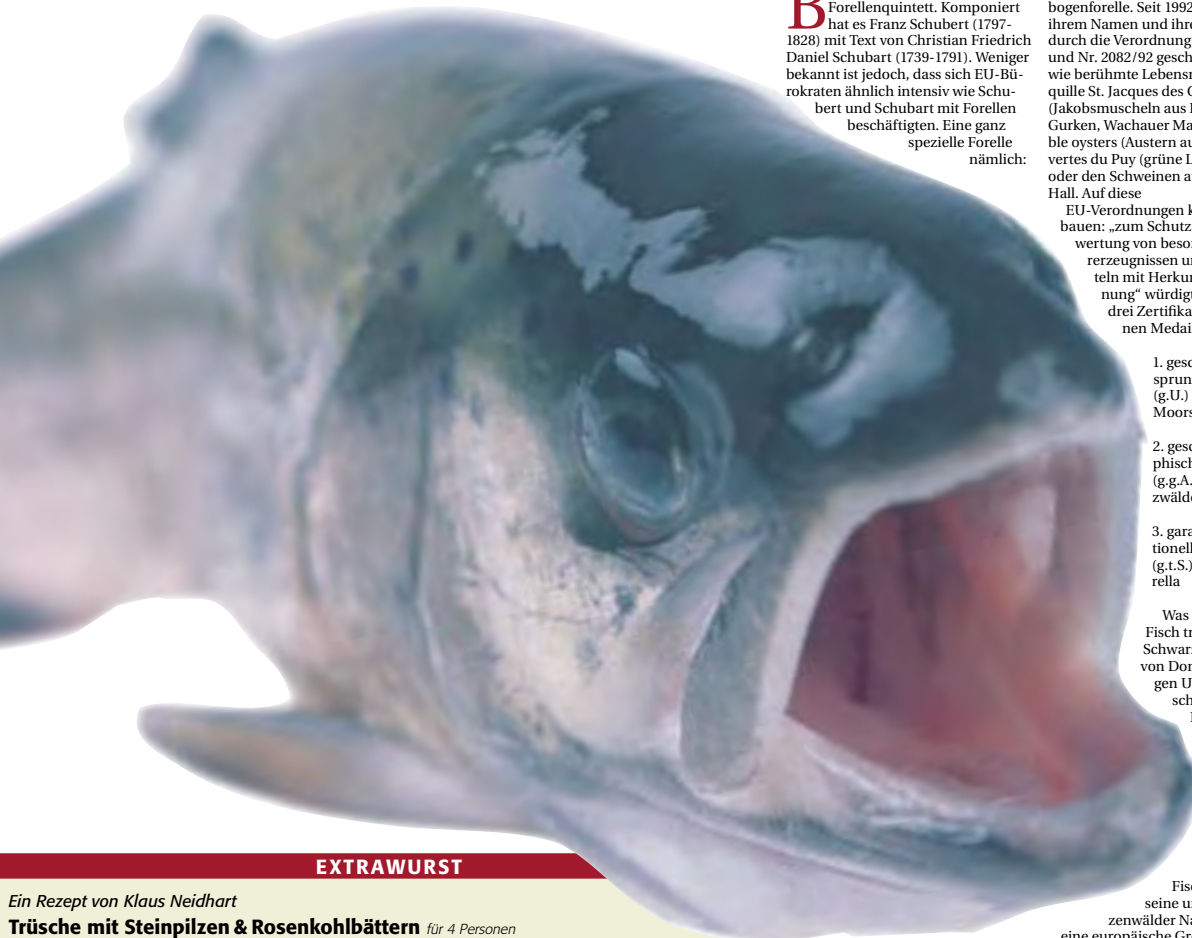 B Forellenquintett. Komponiert
hat es Franz Schubert (1797-
1828) mit Text von Christian Friedrich
Daniel Schubart (1739-1791). Weniger
bekannt ist jedoch, dass sich EU-Bü-
rokraten ähnlich intensiv wie Schu-
bert und Schubart mit Forellen
beschäftigten. Eine ganz
spezielle Forelle
nämlich:
bogenforelle. Seit 1992
ihrem Namen und ihre
durch die Verordnung
und Nr. 2082/92 gesch
wie berühmte Lebensm
quille St. Jacques des C
(Jakobsmuscheln aus
Gurken, Wachauer Ma
ble oysters (Austern au
vertes du Puy (grüne L
oder den Schweinen a
Hall. Auf diese
EU-Verordnungen k
bauen: „zum Schutz
wertung von beson
rerzeugnissen u
teln mit Herku
nung“ würdigt
drei Zertifika
nen Medai
1. gesc
sprun
(g.U.)
Moors
2. gesc
phisch
(g.g.A.
zwälde
3. gara
tionell
(g.t.S.)
rella
Was
Fisch tr
Schwar
von Dor
gen U
sch
EXTRAWURST
Ein Rezept von Klaus Neidhart
Trüsche mit Steinpilzen & Rosenkohlbättern für 4 Personen
Fisc
seine u
zenwälder Na
eine europäische Gr